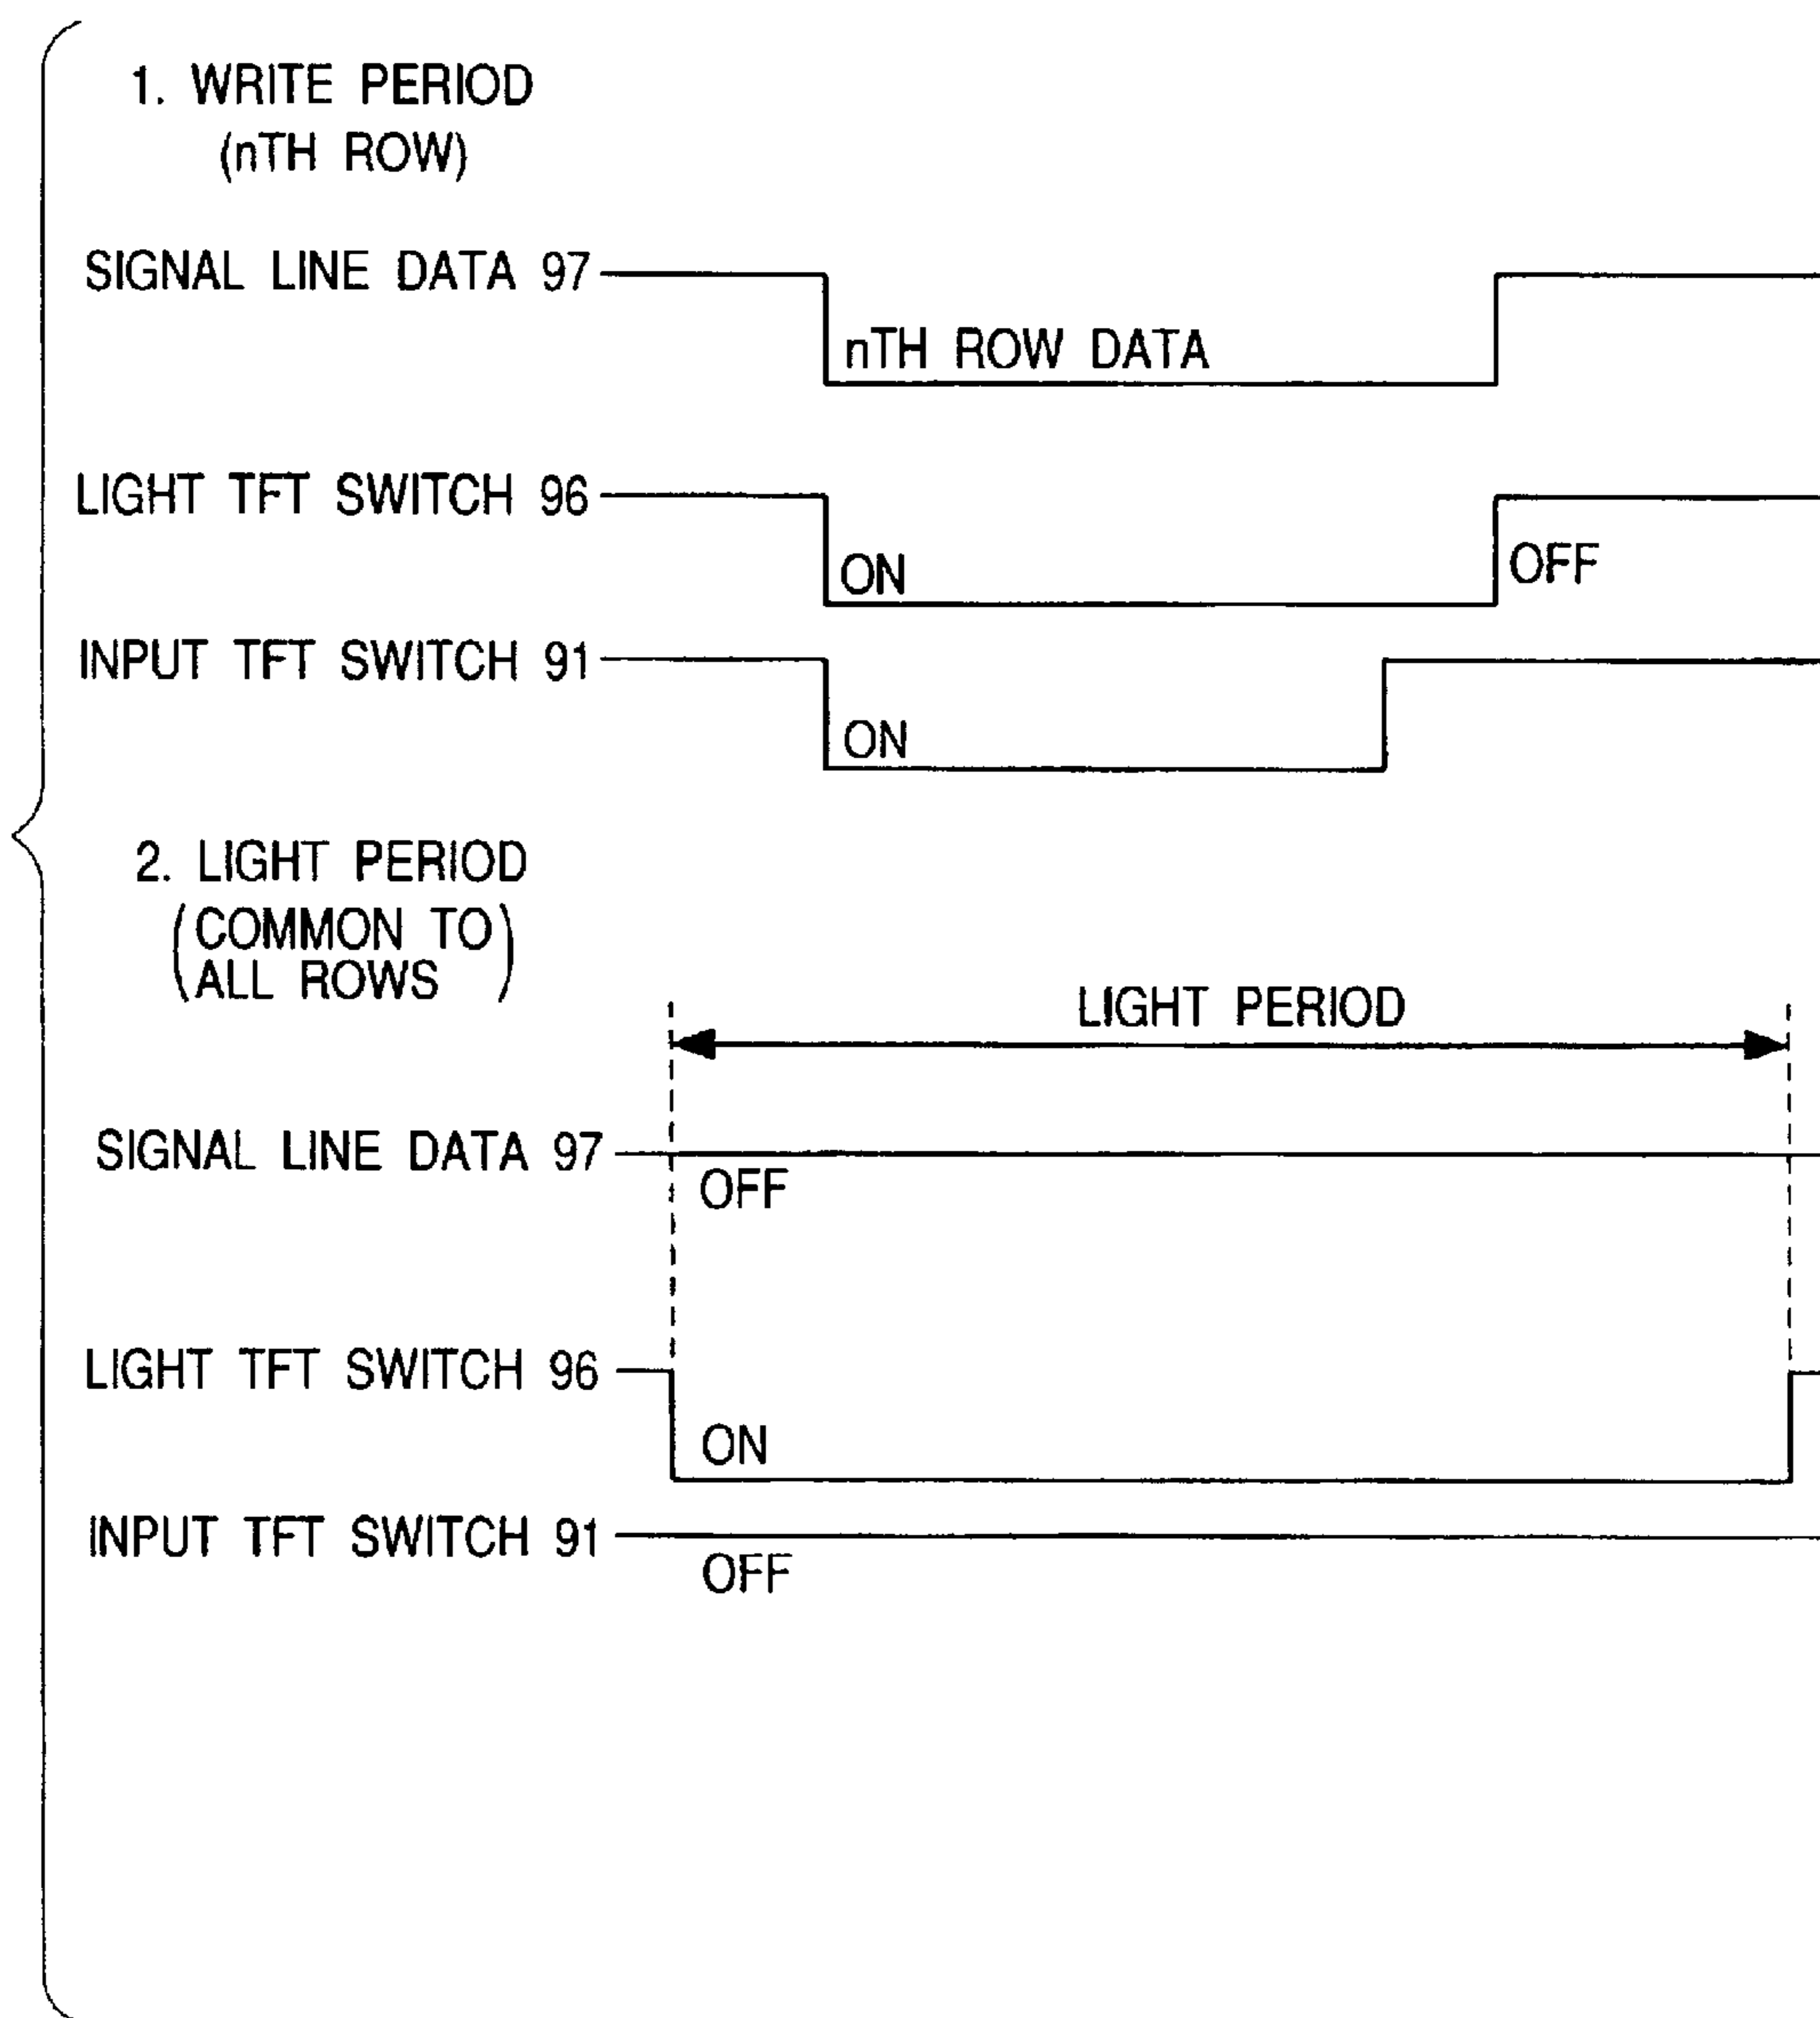 1. WRITE PERIOD
(nTH ROW)
SIGNAL LINE DATA 97
nTH ROW DATA
LIGHT TFT SWITCH 96
ON
OFF
INPUT TFT SWITCH 91
ON
2. LIGHT PERIOD
(COMMON TO
ALL ROWS)
LIGHT PERIOD
SIGNAL LINE DATA 97
OFF
LIGHT TFT SWITCH 96
ON
INPUT TFT SWITCH 91
OFF